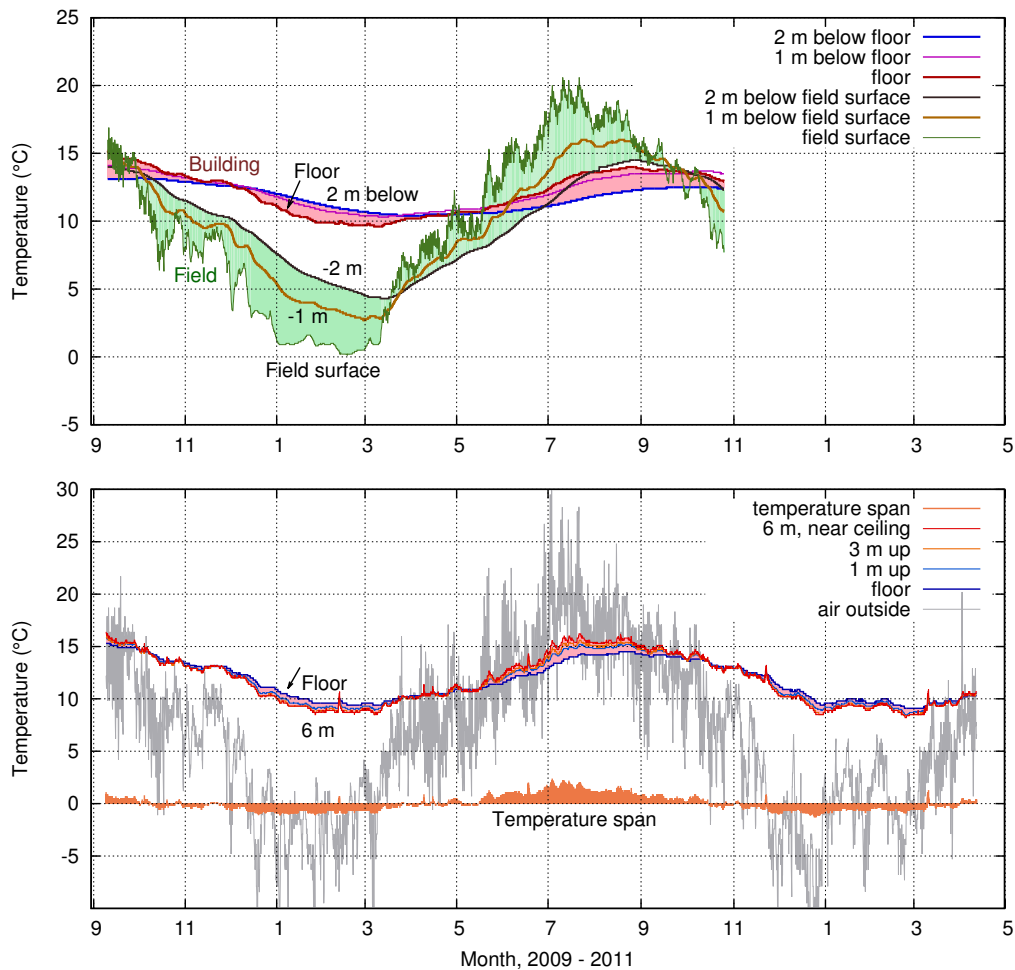 25
20
15
10
5
0
-5
Temperature (°C)
2 m below floor
1 m below floor
floor
2 m below field surface
1 m below field surface
field surface
Building
Floor
2 m below
-2 m
Field
-1 m
Field surface
9 11 1 3 5 7 9 11 1 3 5
30
25
20
15
10
5
0
-5
Temperature (°C)
temperature span
6 m, near ceiling
3 m up
1 m up
floor
air outside
Floor
6 m
Temperature span
9 11 1 3 5 7 9 11 1 3 5
Month, 2009 - 2011